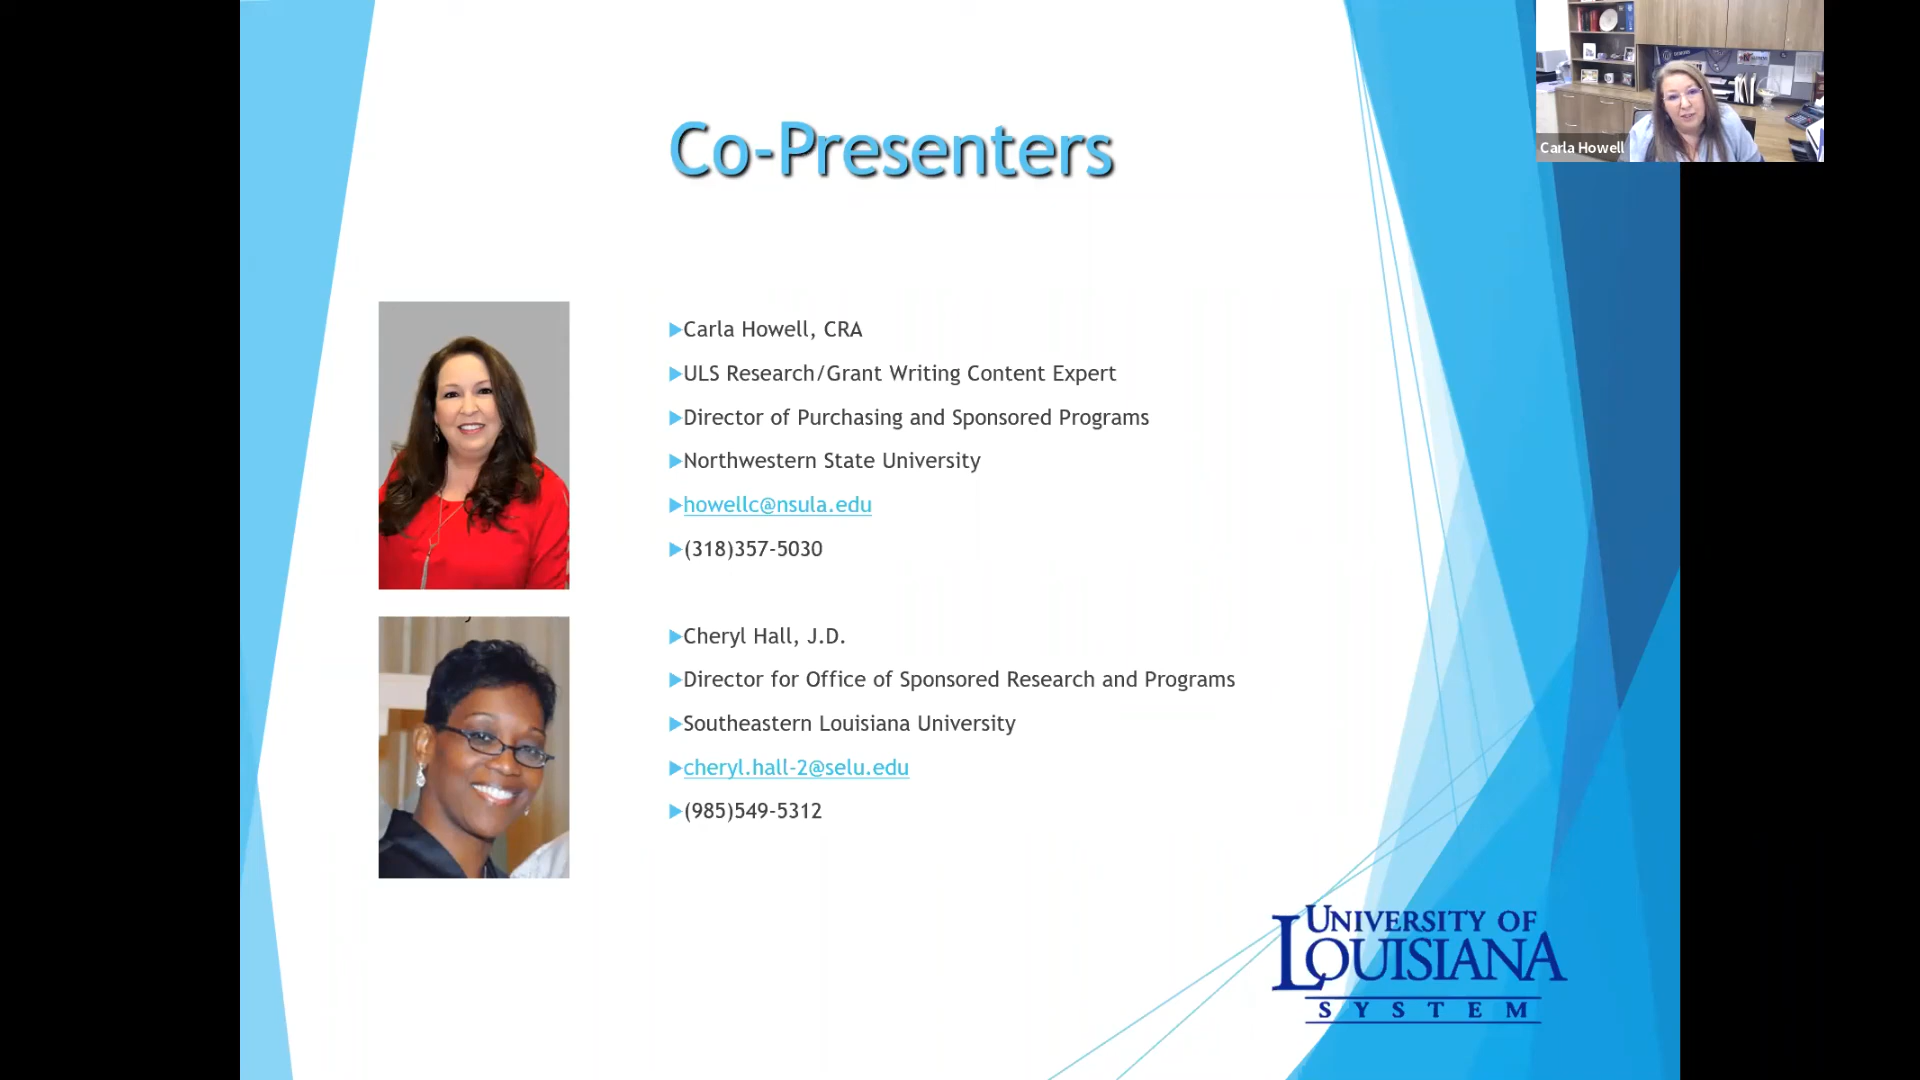 Co-Presenters
Carla Howell
Carla Howell, CRA
ULS Research/Grant Writing Content Expert
Director of Purchasing and Sponsored Programs
Northwestern State University
howellc@nsula.edu
(318)357-5030
Cheryl Hall, J.D.
Director for Office of Sponsored Research and Programs
Southeastern Louisiana University
cheryl.hall-2@selu.edu
(985)549-5312
UNIVERSITY OF
LOUISIANA
SYSTEM